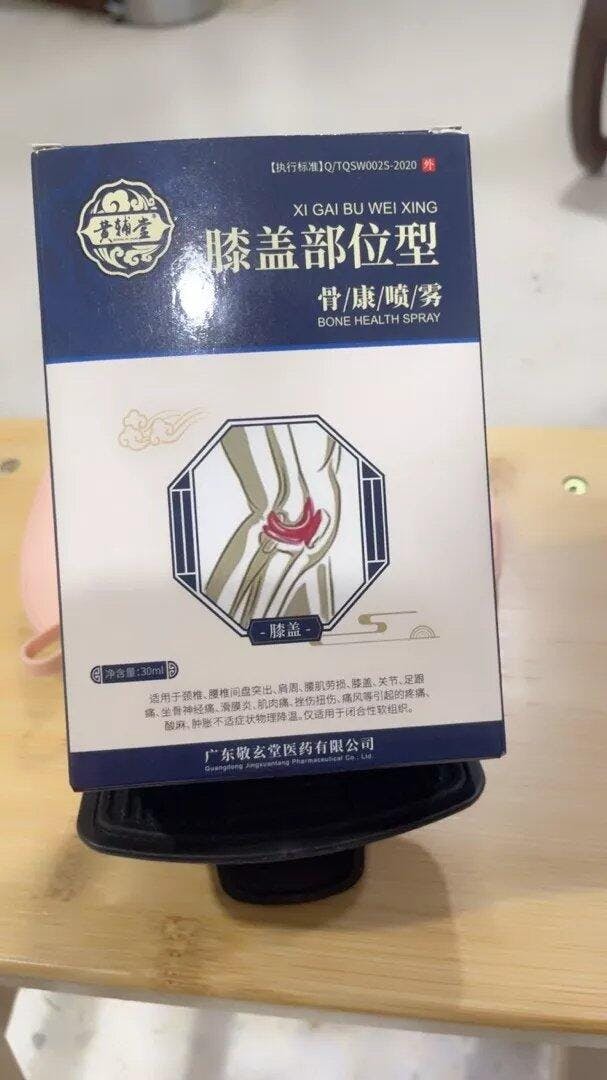 【执行标准】Q/TQSW002S-2020 外
黄辅堂
XI GAI BU WEI XING
膝盖部位型
骨/康/喷/雾
BONE HEALTH SPRAY
- 膝盖 -
净含量:30ml
适用于颈椎、腰椎间盘突出、肩周、腰肌劳损、膝盖、关节、足跟
痛、坐骨神经痛、滑膜炎、肌肉痛、挫伤扭伤、痛风等引起的疼痛、
酸麻、肿胀不适症状物理降温。仅适用于闭合性软组织。
广东敬玄堂医药有限公司
Guangdong Jingxuantang Pharmaceutical Co., Ltd.